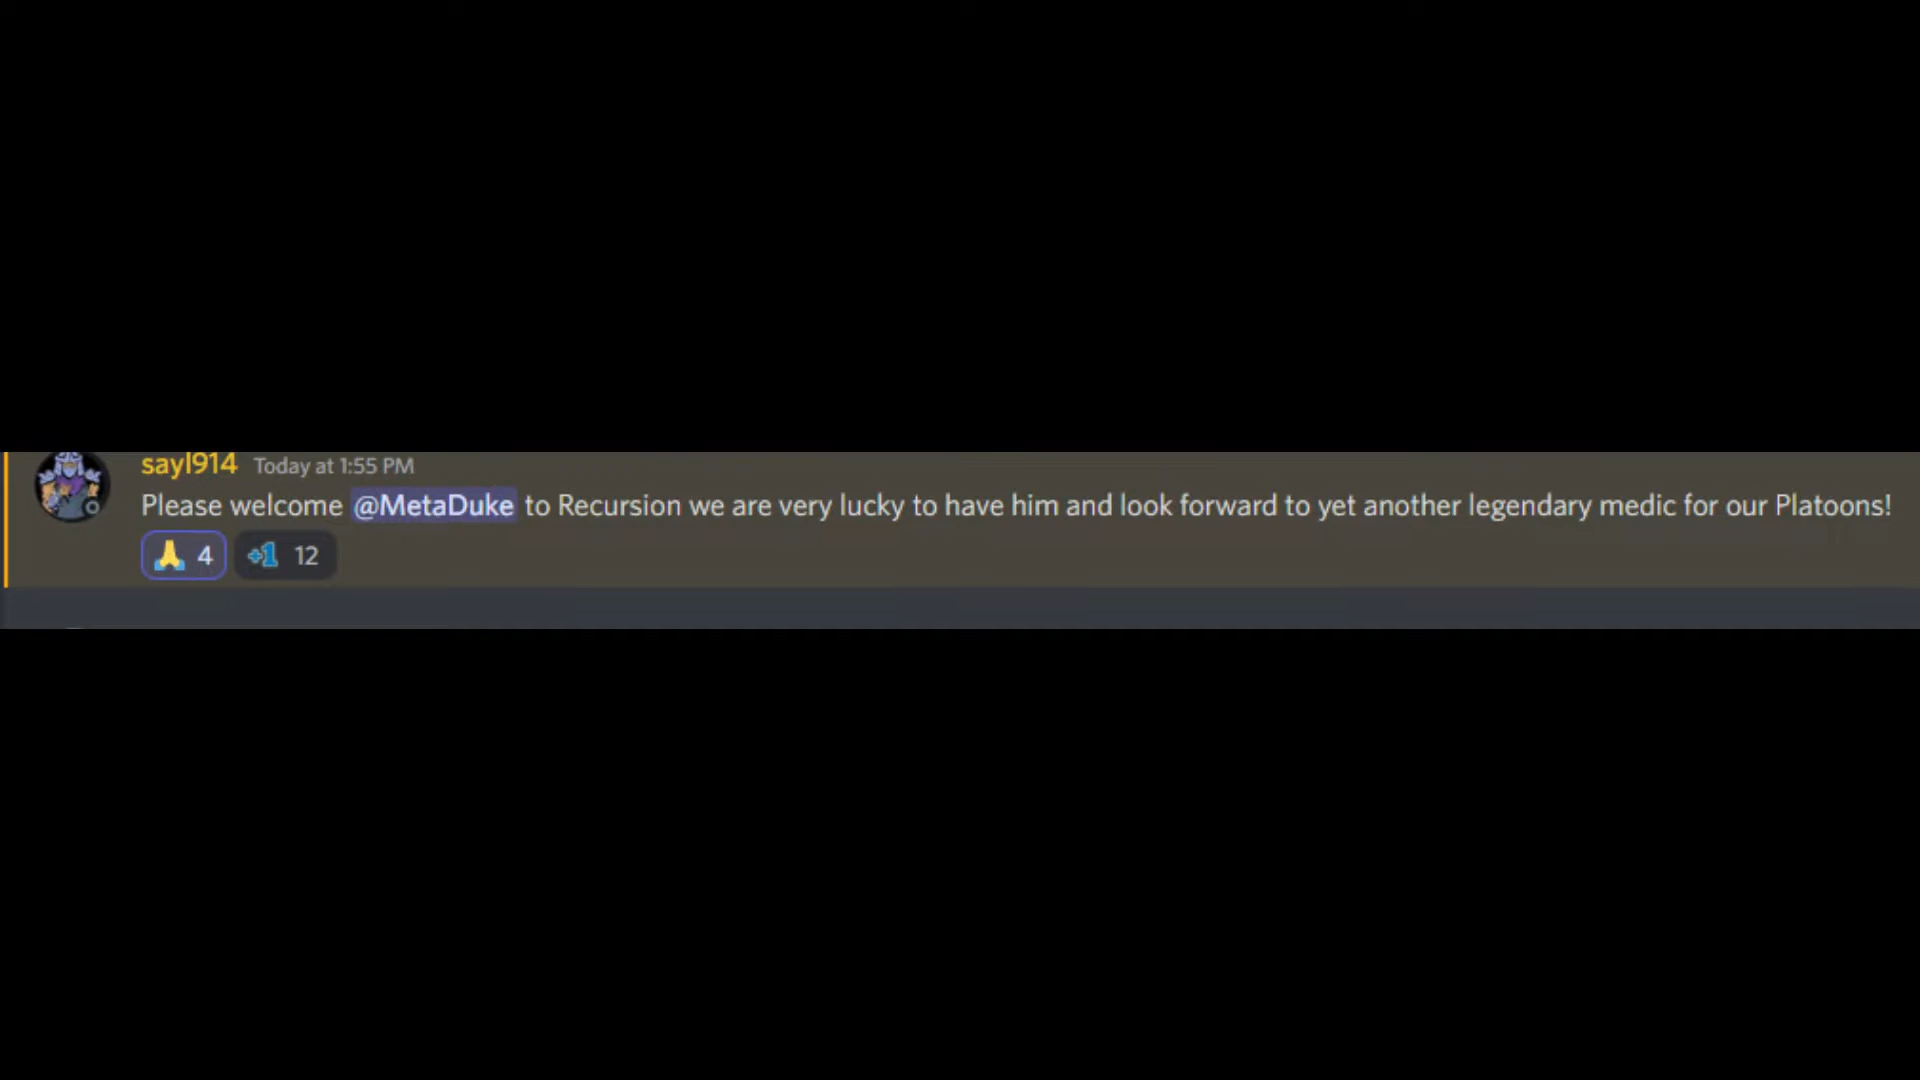 sayl914 Today at 1:55 PM
Please welcome @MetaDuke to Recursion we are very lucky to have him and look forward to yet another legendary medic for our Platoons!
4 +1 12